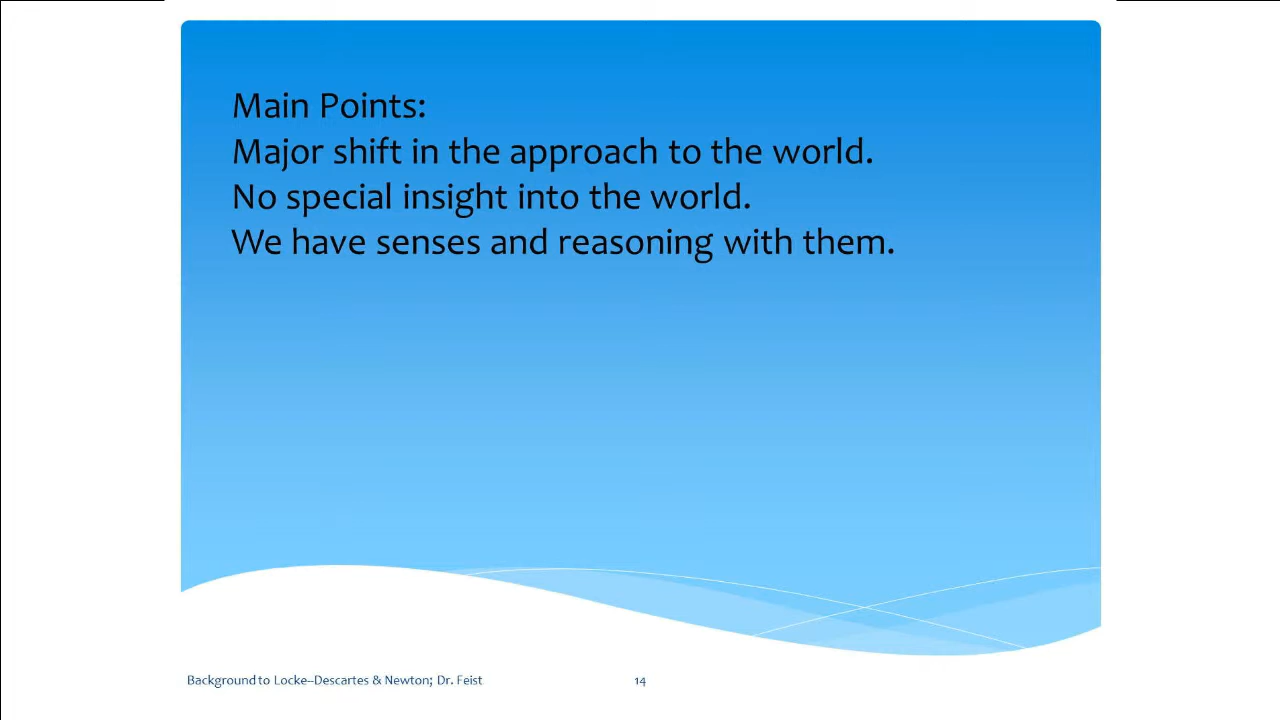 Main Points:
Major shift in the approach to the world.
No special insight into the world.
We have senses and reasoning with them.
Background to Locke--Descartes & Newton; Dr. Feist
14